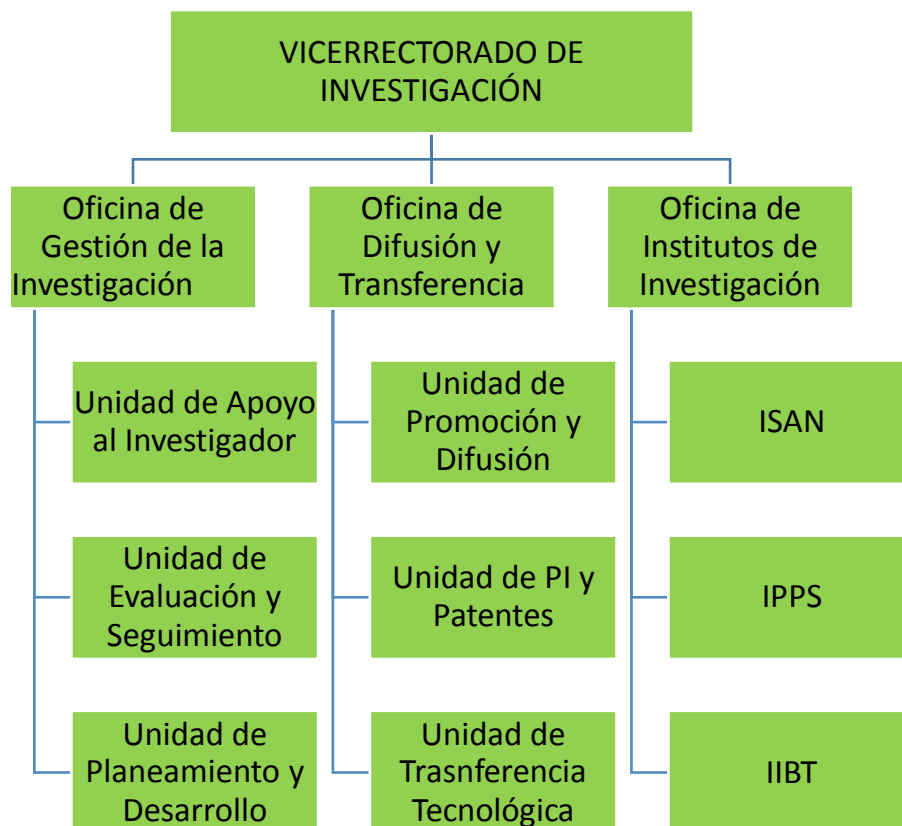 VICERRECTORADO DE
INVESTIGACIÓN
Oficina de
Gestión de la
Investigación
Oficina de
Difusión y
Transferencia
Oficina de
Institutos de
Investigación
Unidad de Apoyo
al Investigador
Unidad de
Promoción y
Difusión
ISAN
Unidad de
Evaluación y
Seguimiento
Unidad de PI y
Patentes
IPPS
Unidad de
Planeamiento y
Desarrollo
Unidad de
Trasnferencia
Tecnológica
IIBT